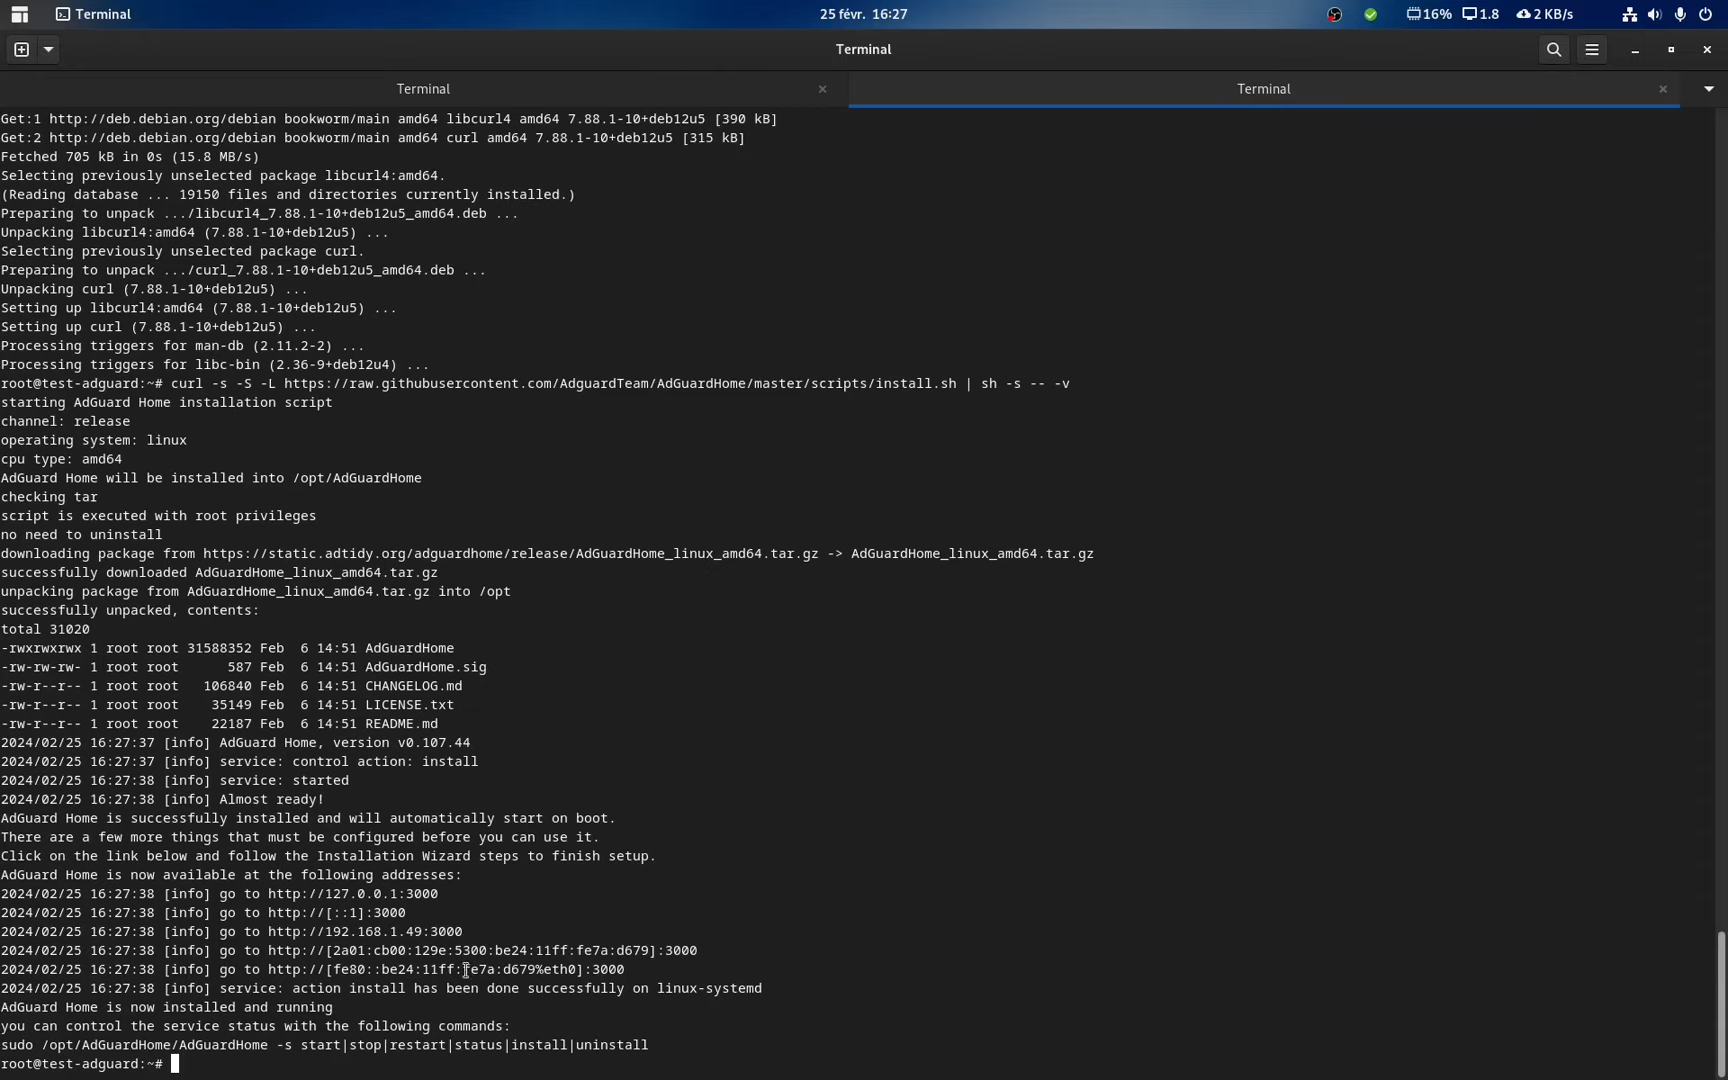 Terminal
25 févr. 16:27
16%
1.8
2 KB/s
Terminal
Terminal
Terminal
Get:1 http://deb.debian.org/debian bookworm/main amd64 libcurl4 amd64 7.88.1-10+deb12u5 [390 kB]
Get:2 http://deb.debian.org/debian bookworm/main amd64 curl amd64 7.88.1-10+deb12u5 [315 kB]
Fetched 705 kB in 0s (15.8 MB/s)
Selecting previously unselected package libcurl4:amd64.
(Reading database ... 19150 files and directories currently installed.)
Preparing to unpack .../libcurl4_7.88.1-10+deb12u5_amd64.deb ...
Unpacking libcurl4:amd64 (7.88.1-10+deb12u5) ...
Selecting previously unselected package curl.
Preparing to unpack .../curl_7.88.1-10+deb12u5_amd64.deb ...
Unpacking curl (7.88.1-10+deb12u5) ...
Setting up libcurl4:amd64 (7.88.1-10+deb12u5) ...
Setting up curl (7.88.1-10+deb12u5) ...
Processing triggers for man-db (2.11.2-2) ...
Processing triggers for libc-bin (2.36-9+deb12u4) ...
root@test-adguard:~# curl -s -S -L https://raw.githubusercontent.com/AdguardTeam/AdGuardHome/master/scripts/install.sh | sh -s -- -v
starting AdGuard Home installation script
channel: release
operating system: linux
cpu type: amd64
AdGuard Home will be installed into /opt/AdGuardHome
checking tar
script is executed with root privileges
no need to uninstall
downloading package from https://static.adtidy.org/adguardhome/release/AdGuardHome_linux_amd64.tar.gz -> AdGuardHome_linux_amd64.tar.gz
successfully downloaded AdGuardHome_linux_amd64.tar.gz
unpacking package from AdGuardHome_linux_amd64.tar.gz into /opt
successfully unpacked, contents:
total 31020
-rwxrwxrwx 1 root root 31588352 Feb  6 14:51 AdGuardHome
-rw-rw-rw- 1 root root      587 Feb  6 14:51 AdGuardHome.sig
-rw-r--r-- 1 root root   106840 Feb  6 14:51 CHANGELOG.md
-rw-r--r-- 1 root root    35149 Feb  6 14:51 LICENSE.txt
-rw-r--r-- 1 root root    22187 Feb  6 14:51 README.md
2024/02/25 16:27:37 [info] AdGuard Home, version v0.107.44
2024/02/25 16:27:37 [info] service: control action: install
2024/02/25 16:27:38 [info] service: started
2024/02/25 16:27:38 [info] Almost ready!
AdGuard Home is successfully installed and will automatically start on boot.
There are a few more things that must be configured before you can use it.
Click on the link below and follow the Installation Wizard steps to finish setup.
AdGuard Home is now available at the following addresses:
2024/02/25 16:27:38 [info] go to http://127.0.0.1:3000
2024/02/25 16:27:38 [info] go to http://[::1]:3000
2024/02/25 16:27:38 [info] go to http://192.168.1.49:3000
2024/02/25 16:27:38 [info] go to http://[2a01:cb00:129e:5300:be24:11ff:fe7a:d679]:3000
2024/02/25 16:27:38 [info] go to http://[fe80::be24:11ff:fe7a:d679%eth0]:3000
2024/02/25 16:27:38 [info] service: action install has been done successfully on linux-systemd
AdGuard Home is now installed and running
you can control the service status with the following commands:
sudo /opt/AdGuardHome/AdGuardHome -s start|stop|restart|status|install|uninstall
root@test-adguard:~#